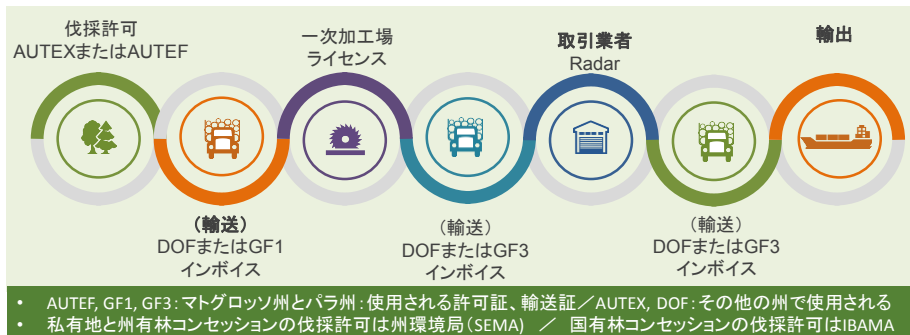 伐採許可
AUTEXまたはAUTEF
一次加工場
ライセンス
取引業者
Radar
輸出
(輸送)
DOFまたはGF1
インボイス
(輸送)
DOFまたはGF3
インボイス
(輸送)
DOFまたはGF3
インボイス
• AUTEF, GF1, GF3:マトグロッソ州とパラ州:使用される許可証、輸送証/AUTEX, DOF:その他の州で使用される
• 私有地と州有林コンセッションの伐採許可は州環境局(SEMA) / 国有林コンセッションの伐採許可はIBAMA